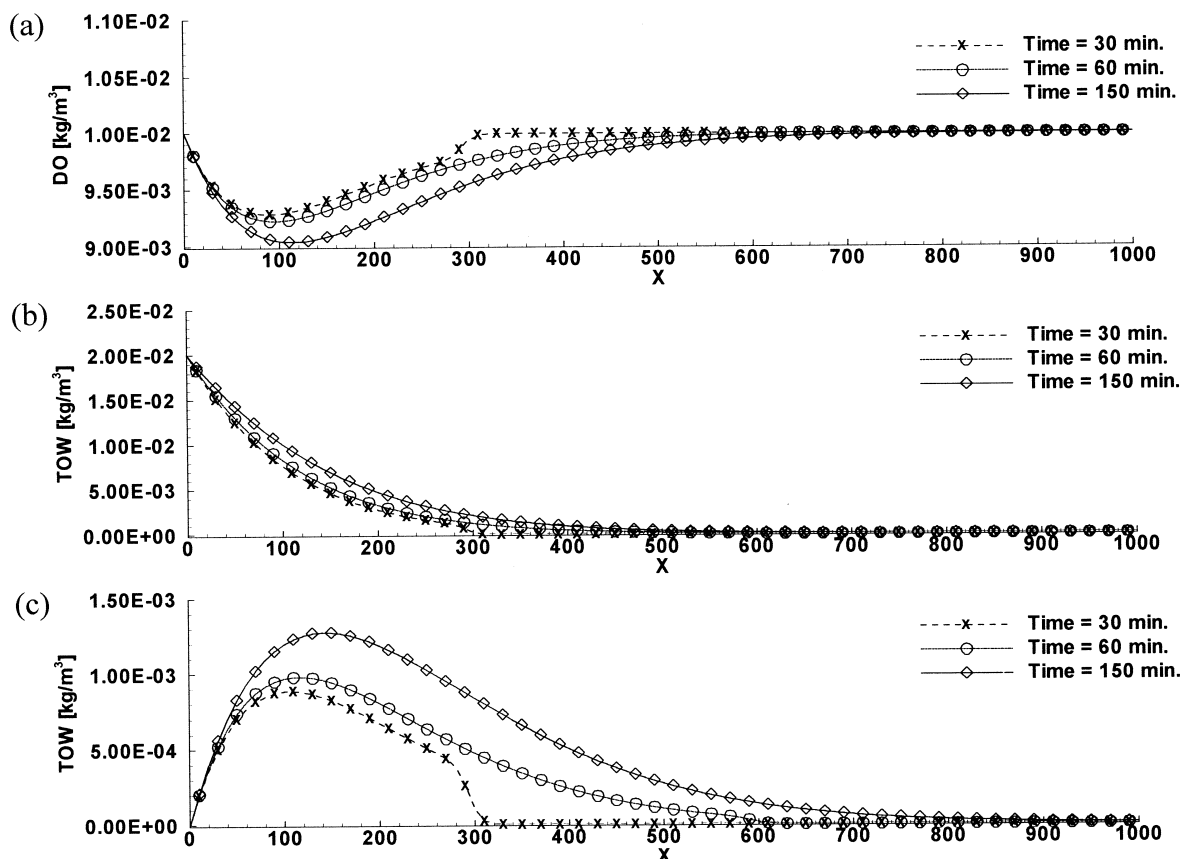 (a)
1.10E-02
1.05E-02
1.00E-02
9.50E-03
9.00E-03
DO [kg/m³]
Time = 30 min.
Time = 60 min.
Time = 150 min.
0 100 200 300 400 500 600 700 800 900 1000
X
(b)
2.50E-02
2.00E-02
1.50E-02
1.00E-02
5.00E-03
0.00E+00
TOW [kg/m³]
Time = 30 min.
Time = 60 min.
Time = 150 min.
0 100 200 300 400 500 600 700 800 900 1000
X
(c)
1.50E-03
1.00E-03
5.00E-04
0.00E+00
TOW [kg/m³]
Time = 30 min.
Time = 60 min.
Time = 150 min.
0 100 200 300 400 500 600 700 800 900 1000
X